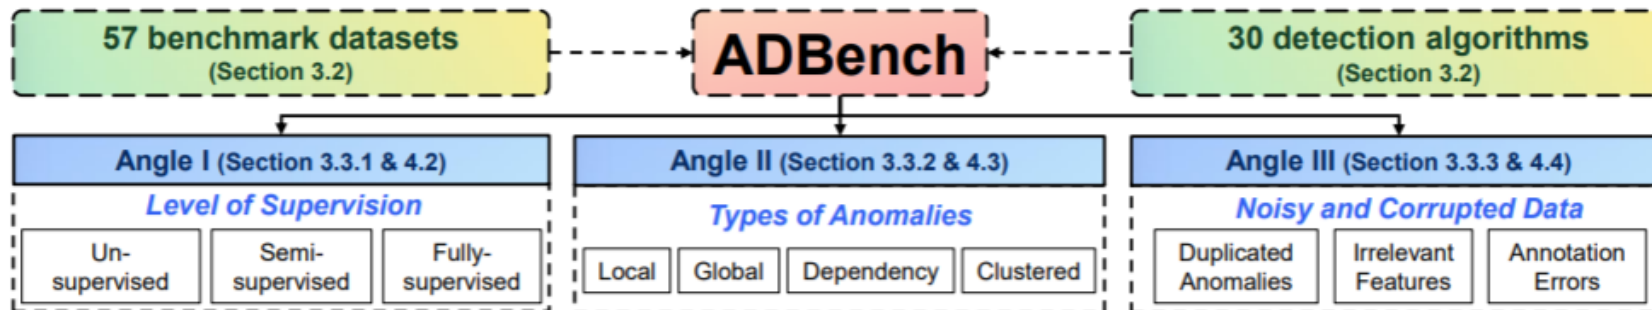 57 benchmark datasets
(Section 3.2)
ADBench
30 detection algorithms
(Section 3.2)
Angle I (Section 3.3.1 & 4.2)
Level of Supervision
Un-
supervised
Semi-
supervised
Fully-
supervised
Angle II (Section 3.3.2 & 4.3)
Types of Anomalies
Local
Global
Dependency
Clustered
Angle III (Section 3.3.3 & 4.4)
Noisy and Corrupted Data
Duplicated
Anomalies
Irrelevant
Features
Annotation
Errors